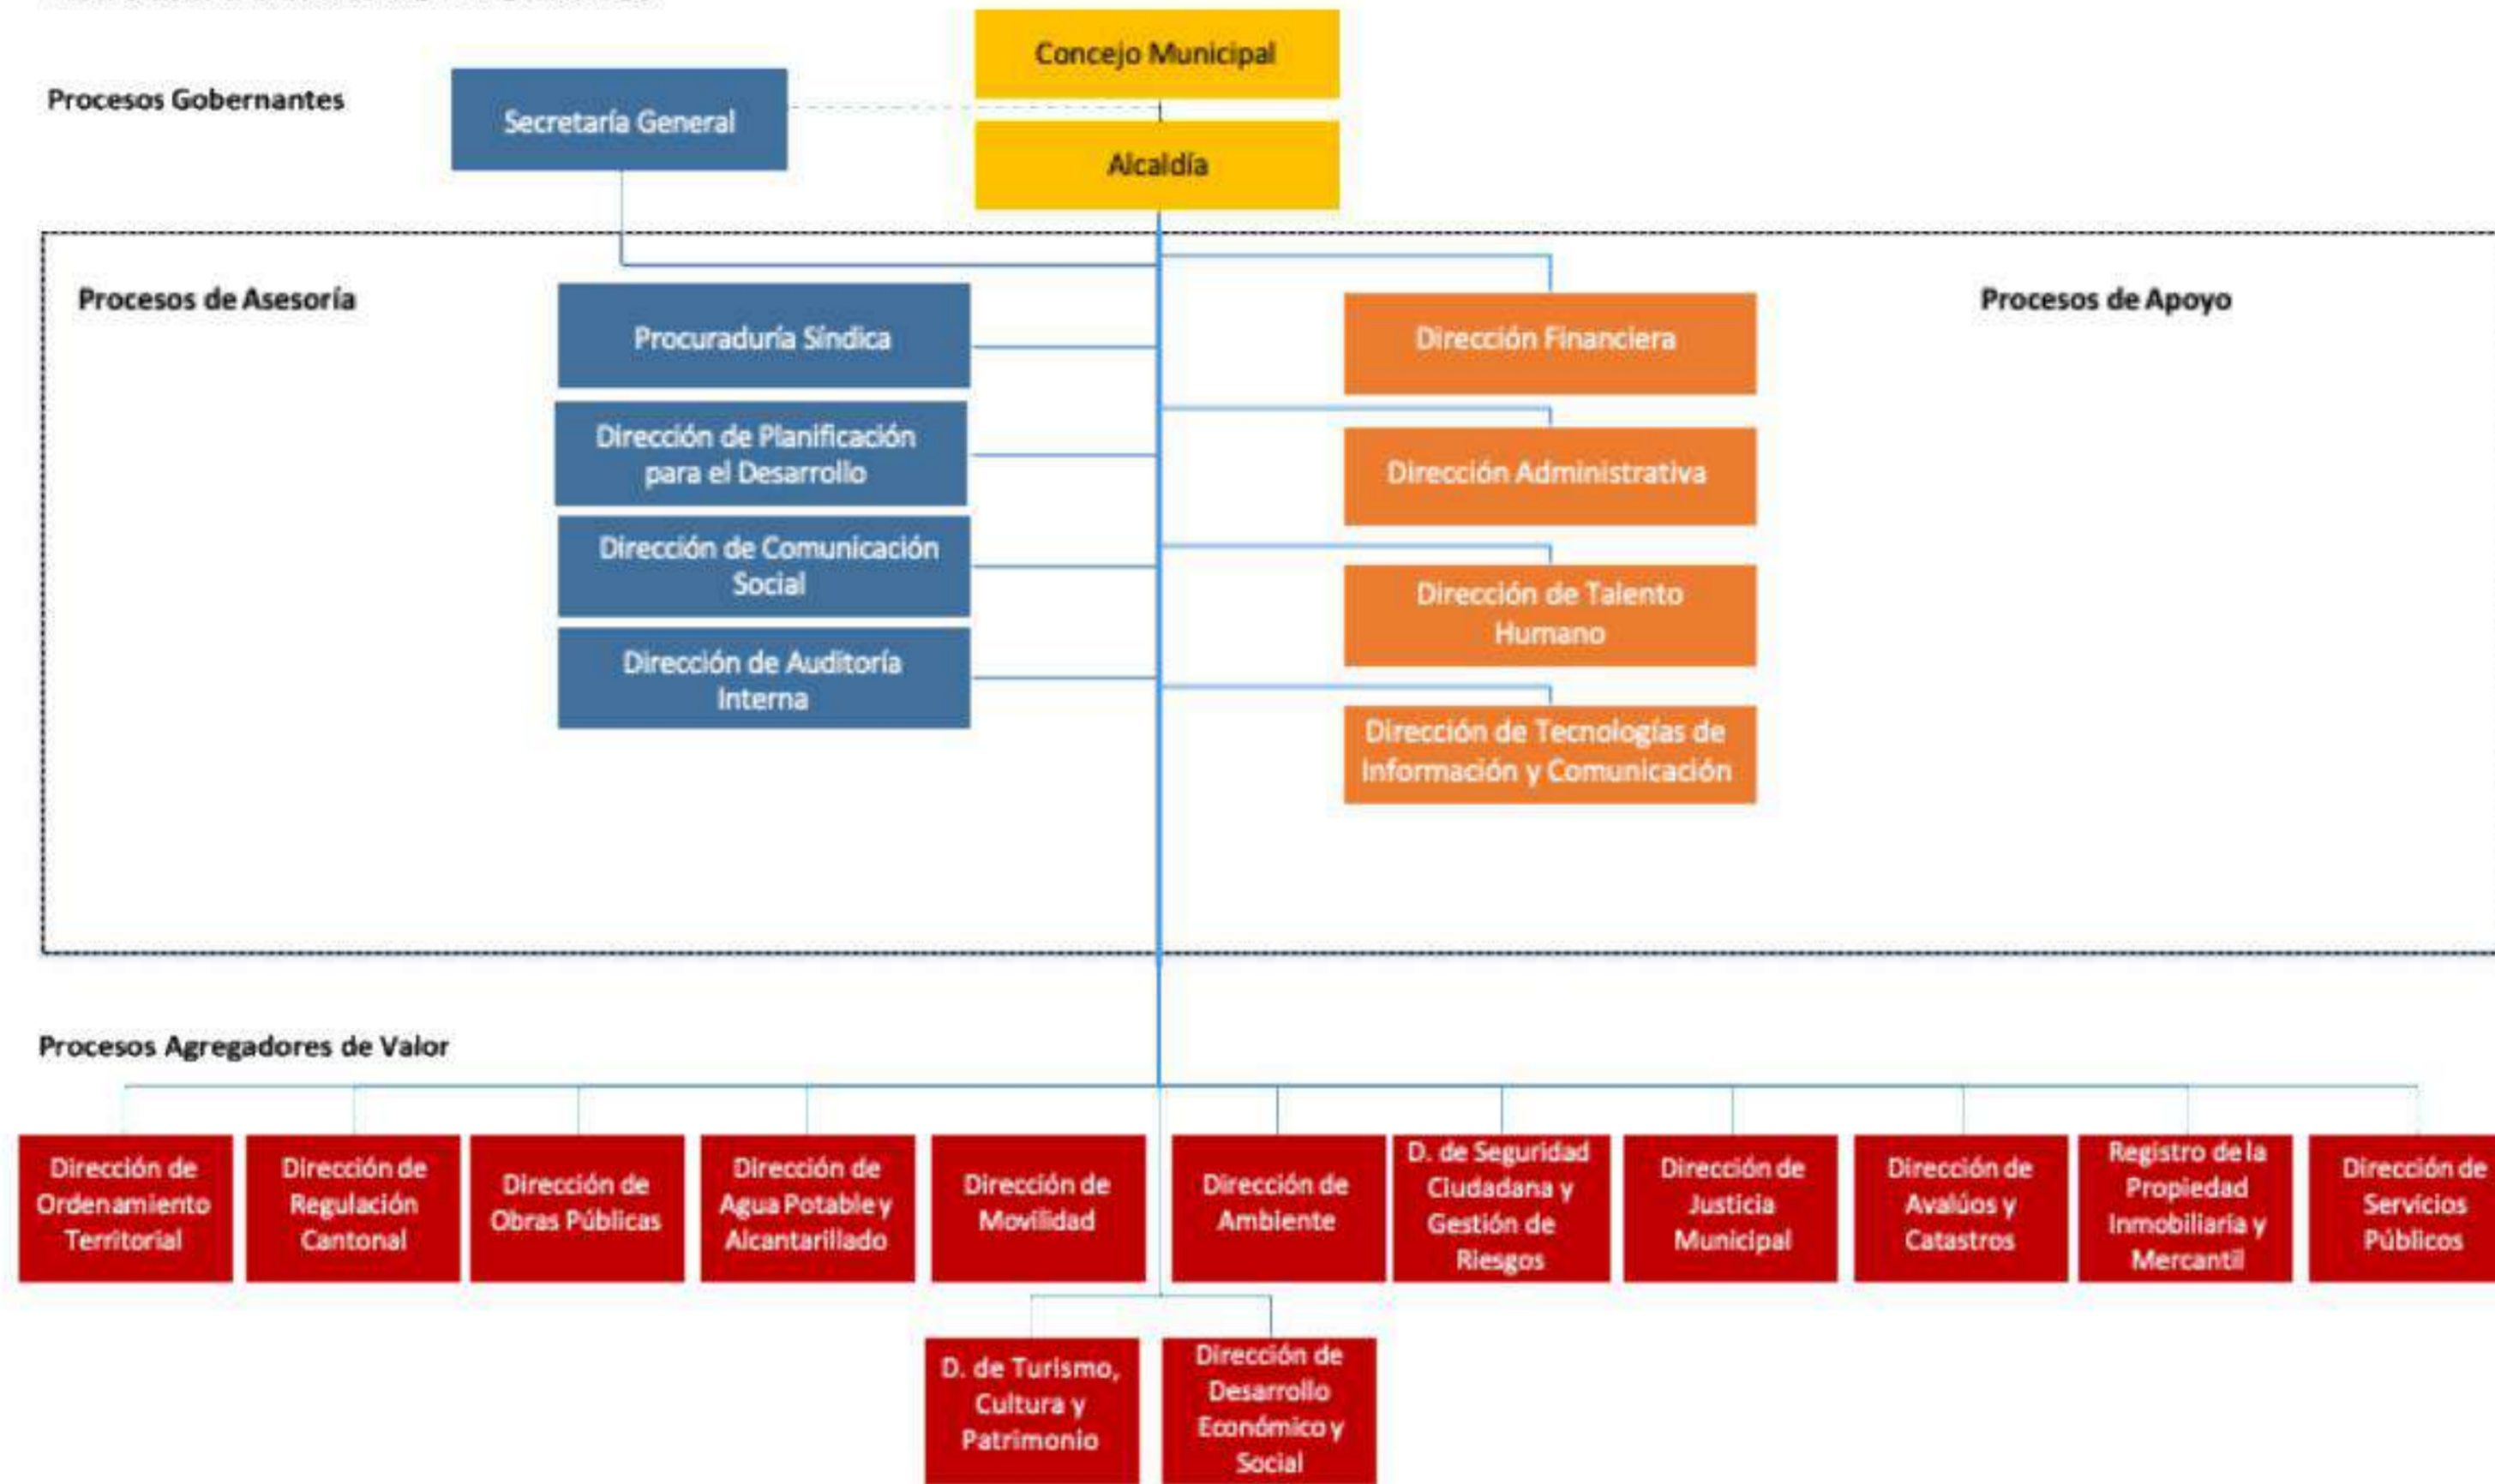 Concejo Municipal
Procesos Gobernantes
Secretaría General
Alcaldía
Procesos de Asesoría
Procesos de Apoyo
Procuraduría Síndica
Dirección de Planificación
para el Desarrollo
Dirección de Comunicación
Social
Dirección de Auditoría
Interna
Dirección Financiera
Dirección Administrativa
Dirección de Talento
Humano
Dirección de Tecnologías de
Información y Comunicación
Procesos Agregadores de Valor
Dirección de
Ordenamiento
Territorial
Dirección de
Regulación
Cantonal
Dirección de
Obras Públicas
Dirección de
Agua Potable y
Alcantarillado
Dirección de
Movilidad
Dirección de
Ambiente
D. de Seguridad
Ciudadana y
Gestión de
Riesgos
Dirección de
Justicia
Municipal
Dirección de
Avalúos y
Catastros
Registro de la
Propiedad
Inmobiliaria y
Mercantil
Dirección de
Servicios
Públicos
D. de Turismo,
Cultura y
Patrimonio
Dirección de
Desarrollo
Económico y
Social